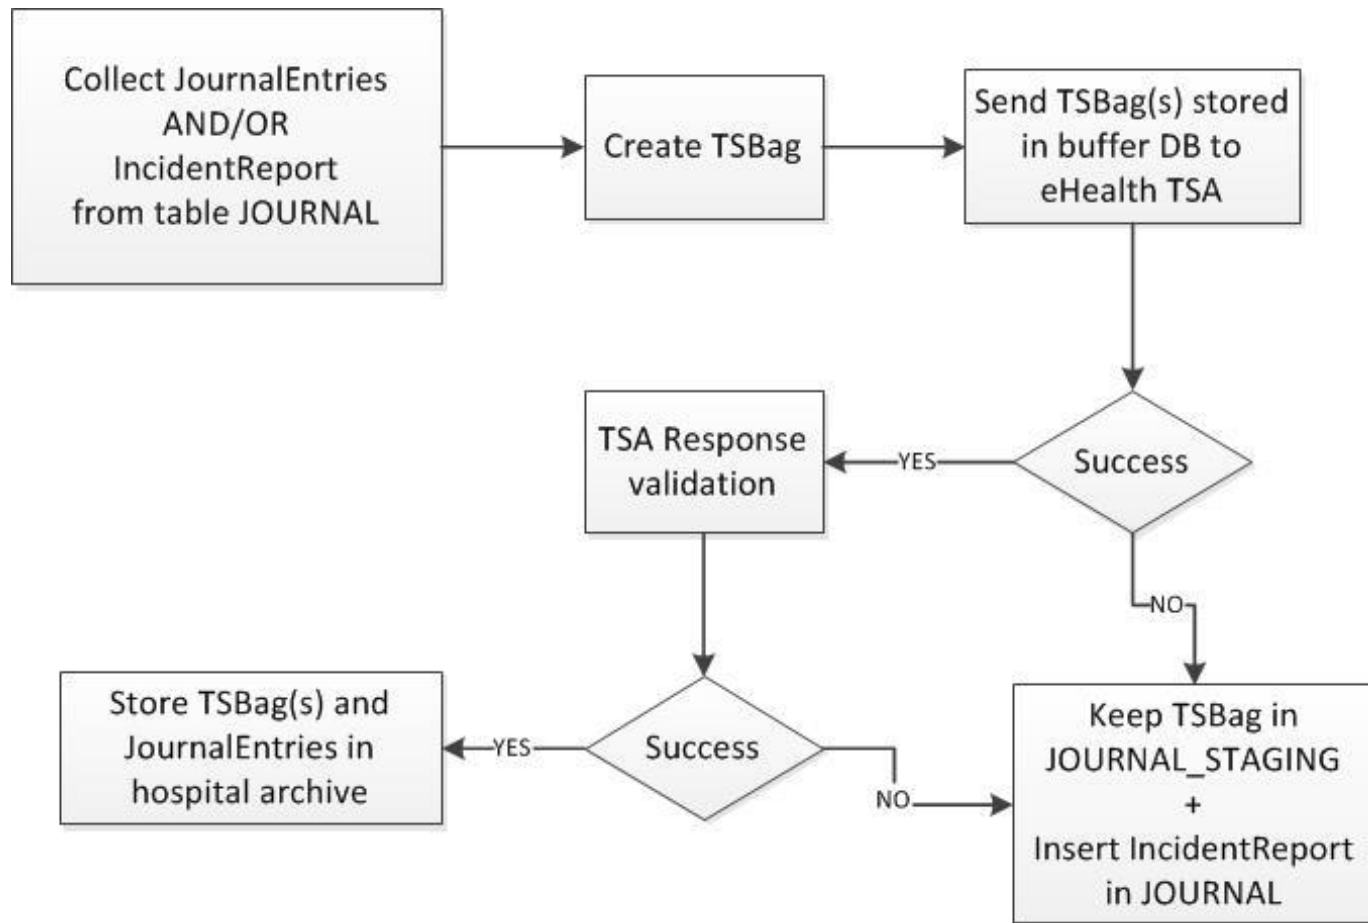 Collect JournalEntries
AND/OR
IncidentReport
from table JOURNAL
Create TSBag
Send TSBag(s) stored
in buffer DB to
eHealth TSA
Success
YES
TSA Response
validation
NO
Success
YES
Store TSBag(s) and
JournalEntries in
hospital archive
NO
Keep TSBag in
JOURNAL_STAGING
+
Insert IncidentReport
in JOURNAL